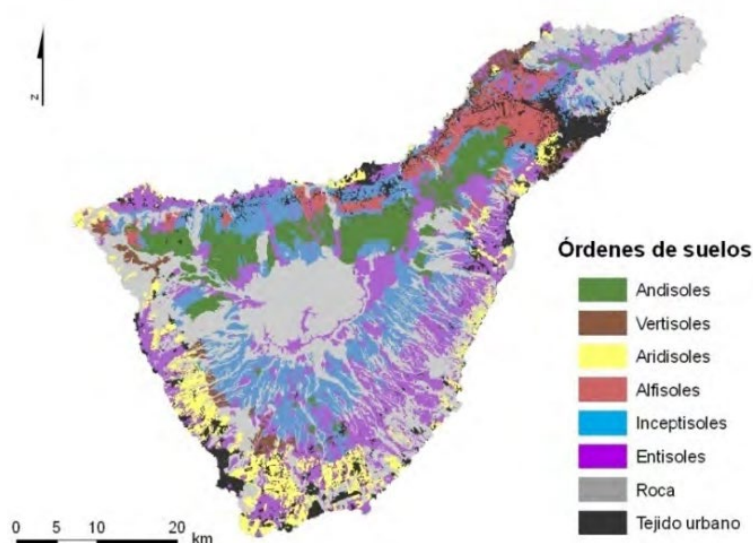 N
Órdenes de suelos
Andisoles
Vertisoles
Aridisoles
Alfisoles
Inceptisoles
Entisoles
Roca
Tejido urbano
0 5 10 20
km